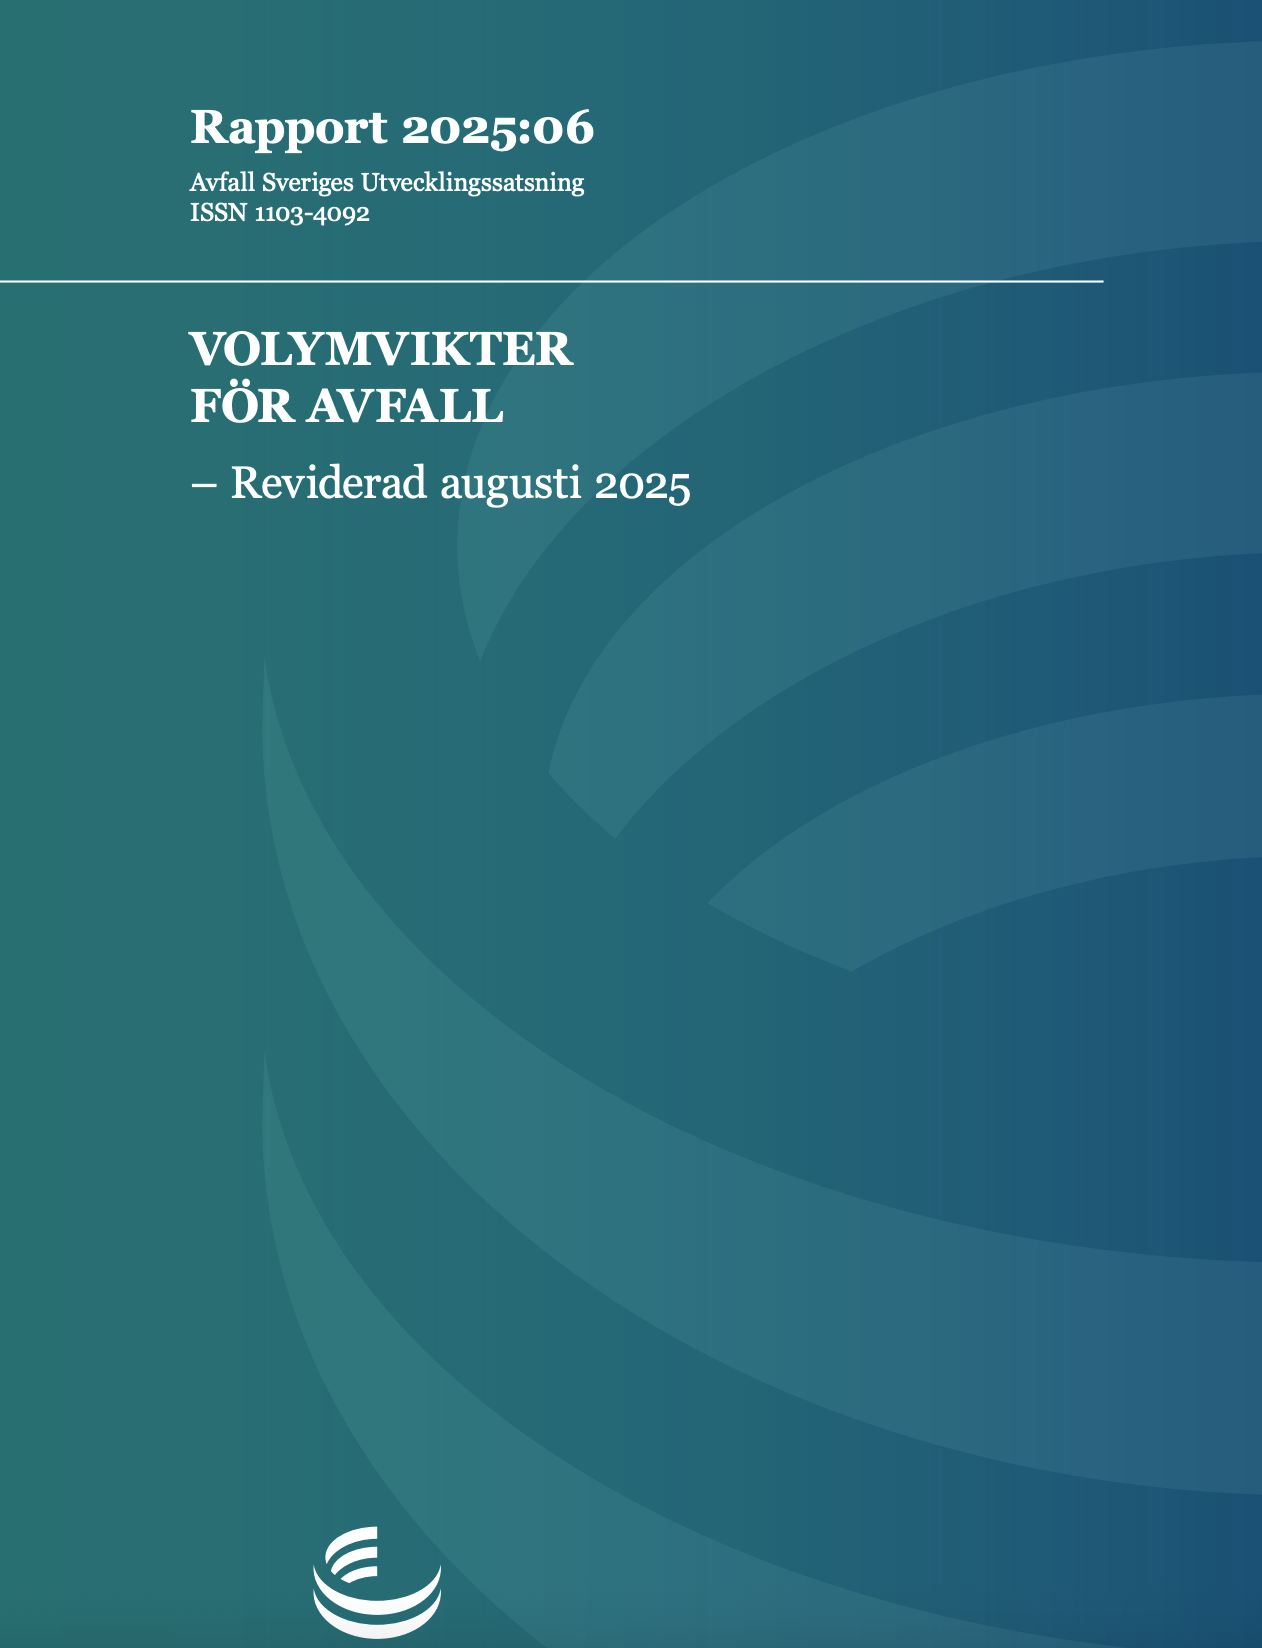 Rapport 2025:06
Avfall Sveriges Utvecklingssatsning
ISSN 1103-4092
VOLYMVIKTER
FÖR AVFALL
– Reviderad augusti 2025